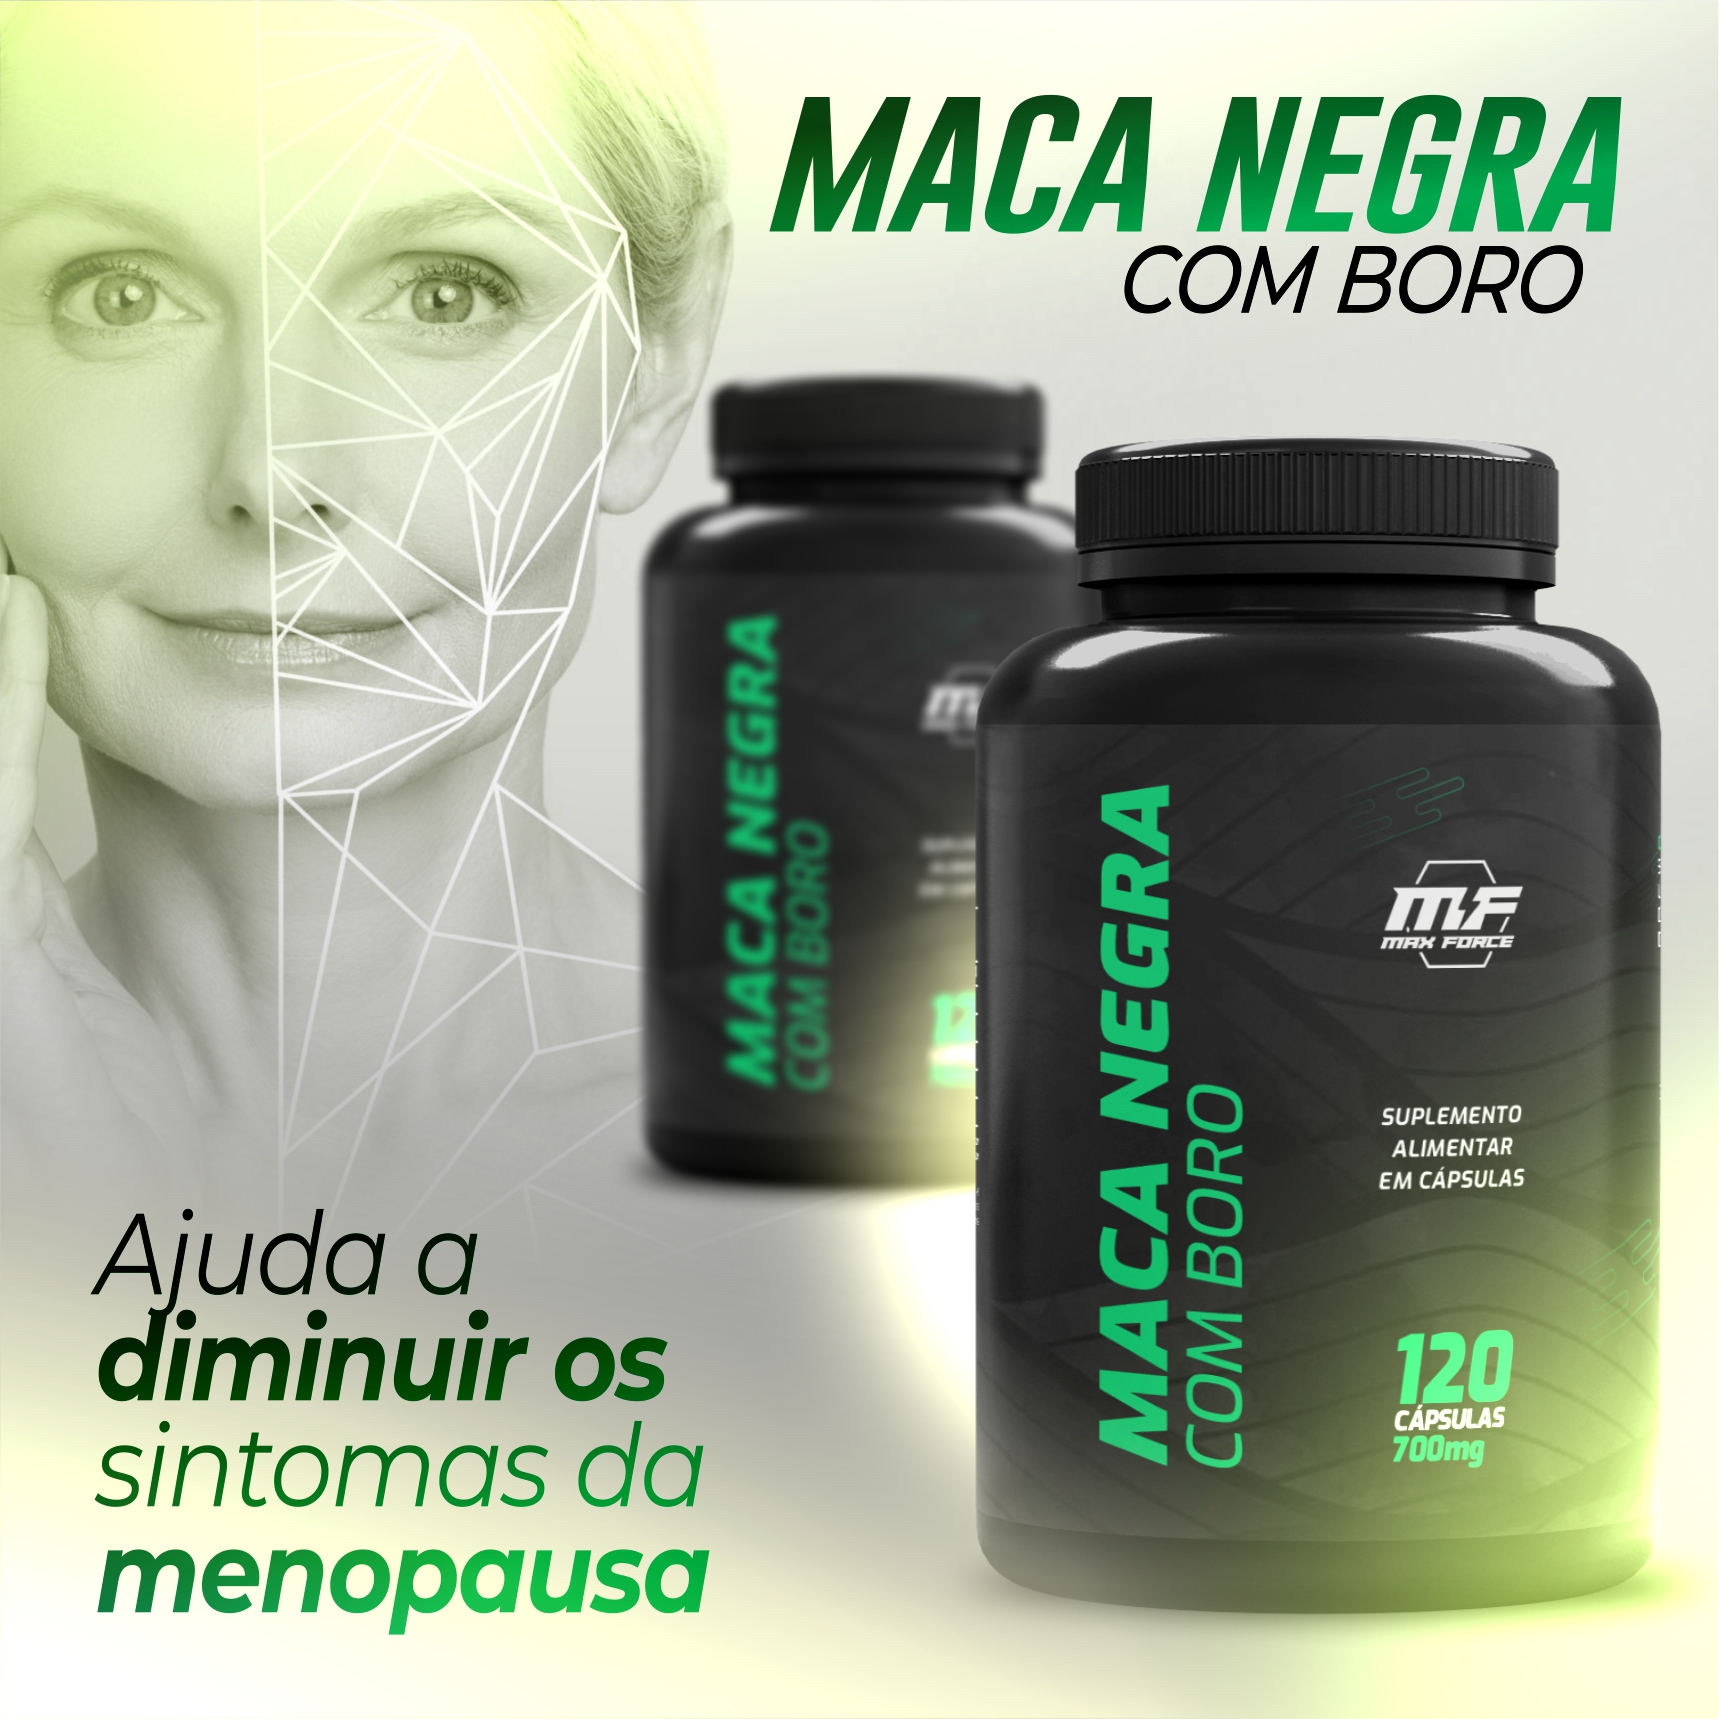 MACA NEGRA
COM BORO
MACA NEGRA
COM BORO
MACA NEGRA
COM BORO
MF
MAX FORCE
SUPLEMENTO
ALIMENTAR
EM CÁPSULAS
120
CÁPSULAS
700mg
Ajuda a
diminuir os
sintomas da
menopausa